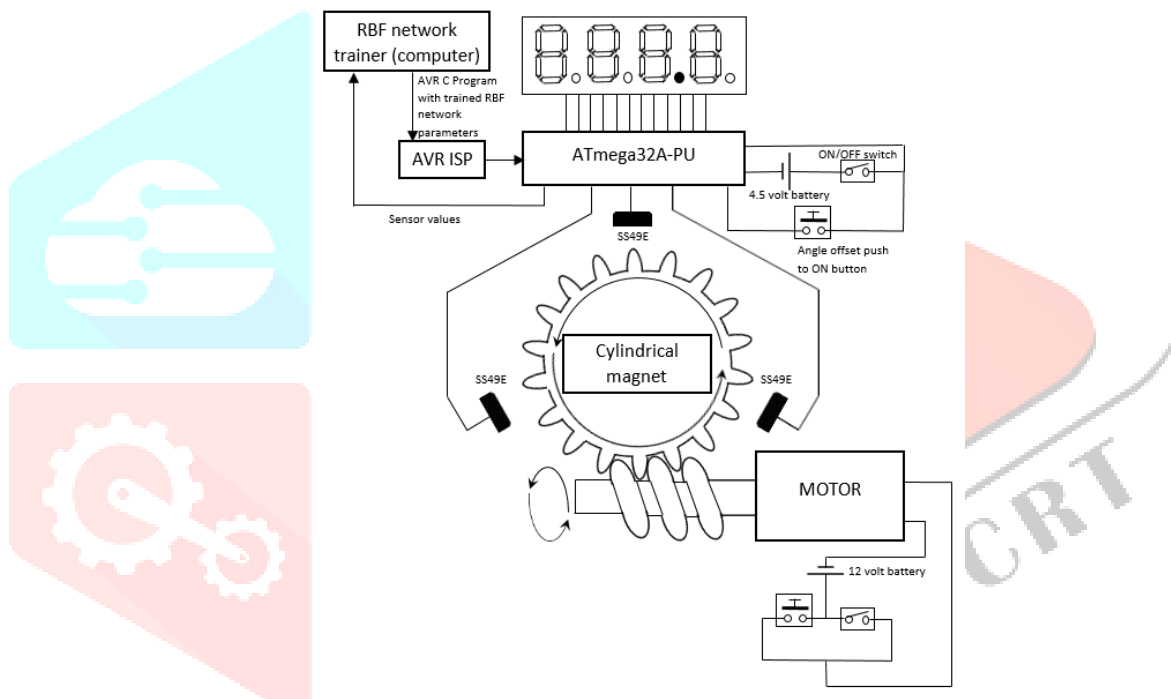 RBF network
trainer (computer)
AVR C Program
with trained RBF
network
parameters
AVR ISP
ATmega32A-PU
ON/OFF switch
4.5 volt battery
Sensor values
SS49E
Angle offset push
to ON button
Cylindrical
magnet
SS49E
SS49E
MOTOR
12 volt battery
CRT